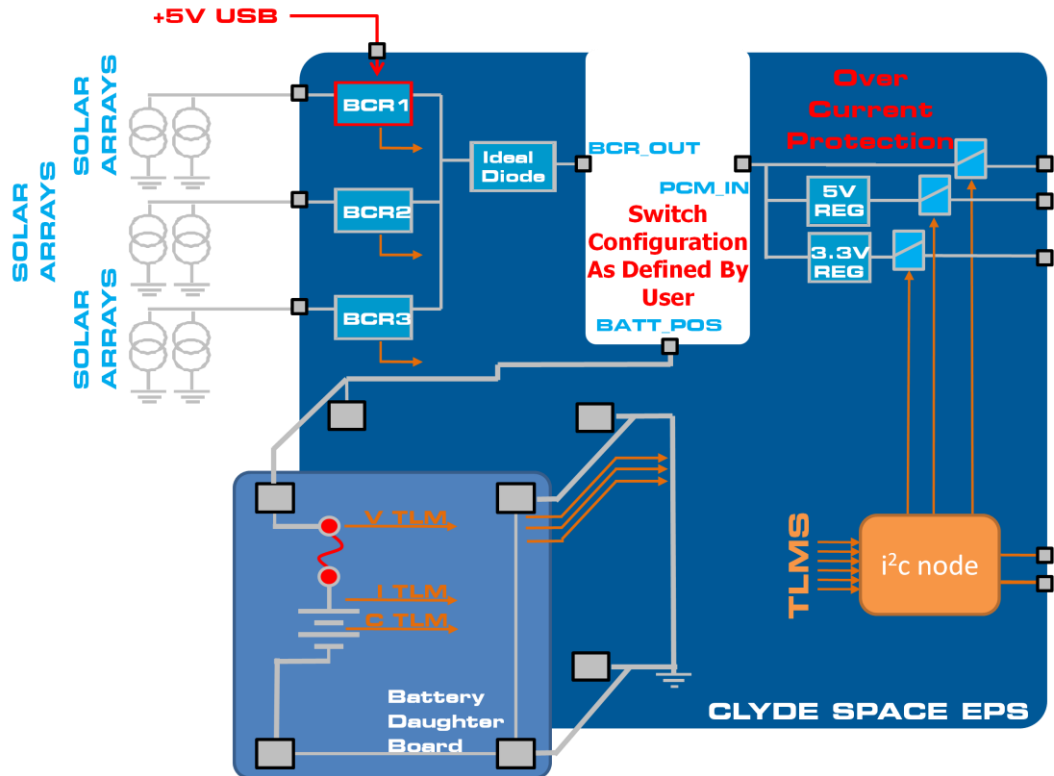 +5V USB
SOLAR
ARRAYS
SOLAR
ARRAYS
SOLAR
ARRAYS
BCR1
BCR2
BCR3
Ideal
Diode
BCR_OUT
PCM_IN
Switch
Configuration
As Defined By
User
BATT_POS
Over
Current
Protection
5V
REG
3.3V
REG
V TLM
I TLM
C TLM
Battery
Daughter
Board
TLMS
i²c node
CLYDE SPACE EPS